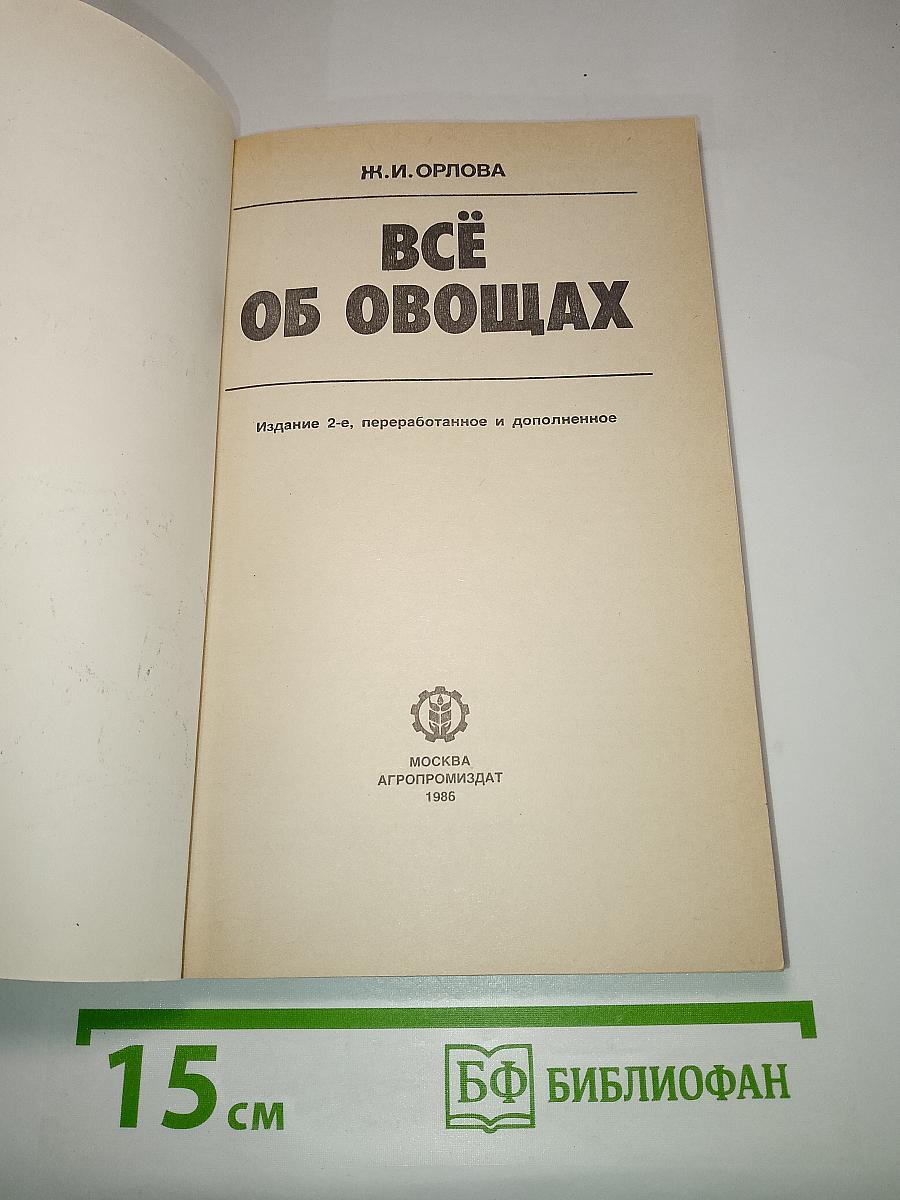 Ж.И.ОРЛОВА
ВСЁ
ОБ ОВОЩАХ
Издание 2-е, переработанное и дополненное
МОСКВА
АГРОПРОМИЗДАТ
1986
15 см
БФ БИБЛИОФАН